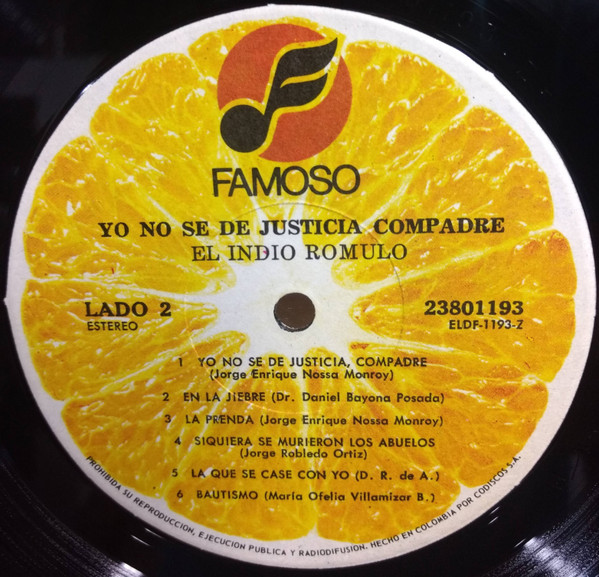 FAMOSO
YO NO SE DE JUSTICIA COMPADRE
EL INDIO ROMULO
LADO 2
ESTEREO
23801193
ELDF-1193-Z
1 YO NO SE DE JUSTICIA, COMPADRE
(Jorge Enrique Nossa Monroy)
2 EN LA JIEBRE (Dr. Daniel Bayona Posada)
3 LA PRENDA (Jorge Enrique Nossa Monroy)
4 SIQUIERA SE MURIERON LOS ABUELOS
(Jorge Robledo Ortiz)
5 LA QUE SE CASE CON YO (D. R. de A.)
6 BAUTISMO (María Ofelia Villamízar B.)
PROHIBIDA SU REPRODUCCION, EJECUCION PUBLICA Y RADIODIFUSION. HECHO EN COLOMBIA POR CODISCOS S.A.